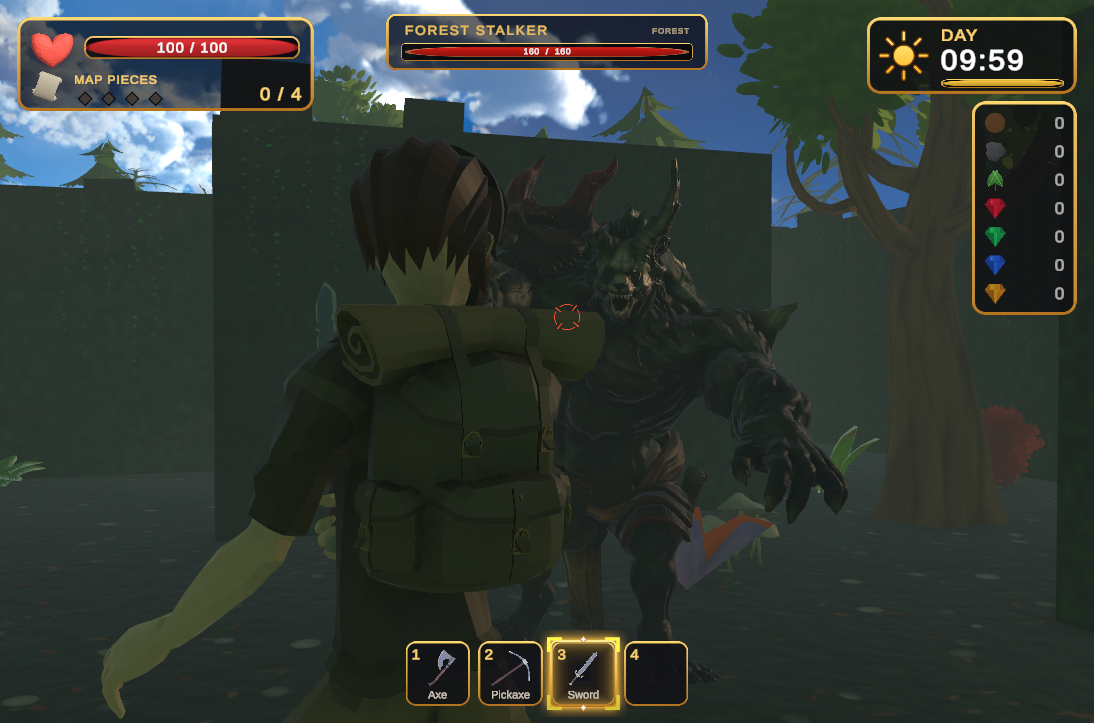 100 / 100
MAP PIECES
0 / 4
FOREST STALKER FOREST
160 / 160
DAY
09:59
0
0
0
0
0
0
0
1 Axe
2 Pickaxe
3 Sword
4